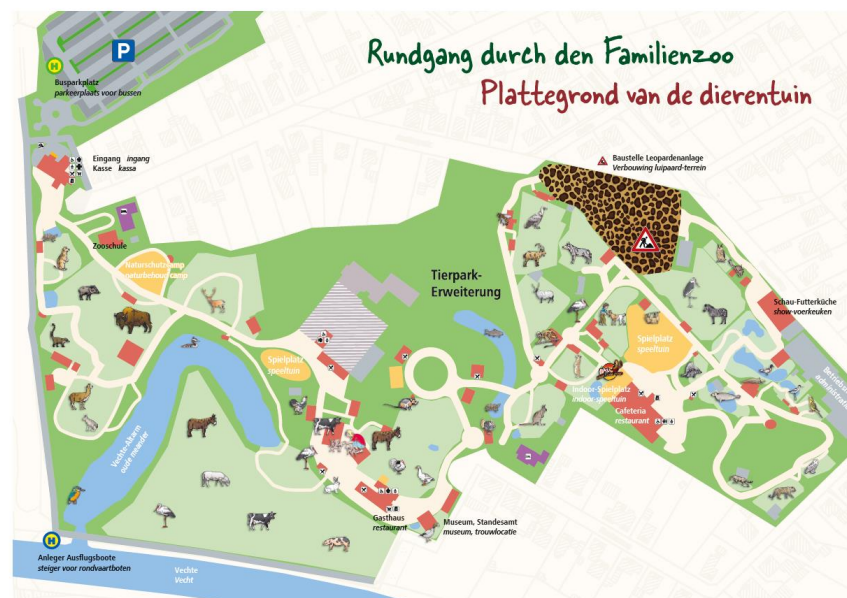 Rundgang durch den Familienzoo
Plattegrond van de dierentuin
P
H
Busparkplatz
parkeerplaats voor bussen
Eingang ingang
Kasse kassa
Baustelle Leopardenanlage
Verbouwing luipaard-terrein
Zooschule
Naturschutzcamp
natuurbehoud camp
Tierpark-
Erweiterung
Schau-Futterküche
show-voerkeuken
Spielplatz
speeltuin
Spielplatz
speeltuin
Indoor-Spielplatz
indoor-speeltuin
Cafeteria
restaurant
Vechte-Altarm
oude meander
Gasthaus
restaurant
Museum, Standesamt
museum, trouwlocatie
H
Anleger Ausflugsboote
steiger voor rondvaartboten
Vechte
Vecht